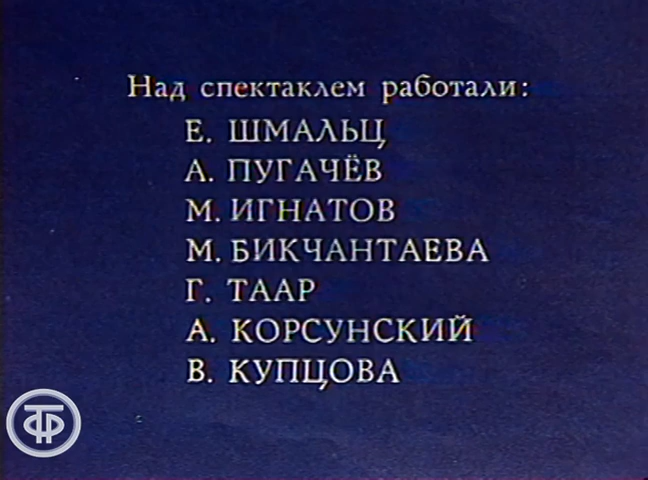 Над спектаклем работали:
Е. ШМАЛЬЦ
А. ПУГАЧЁВ
М. ИГНАТОВ
М. БИКЧАНТАЕВА
Г. ТААР
А. КОРСУНСКИЙ
В. КУПЦОВА